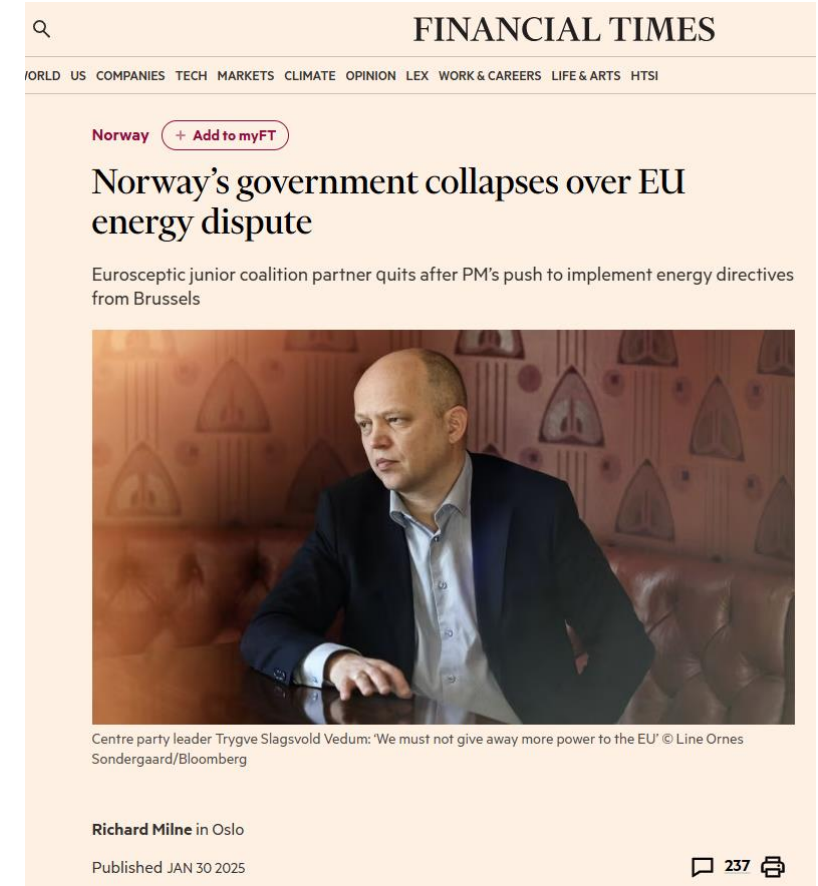 FINANCIAL TIMES
ORLD US COMPANIES TECH MARKETS CLIMATE OPINION LEX WORK & CAREERS LIFE & ARTS HTSI
Norway + Add to myFT
Norway’s government collapses over EU
energy dispute
Eurosceptic junior coalition partner quits after PM’s push to implement energy directives
from Brussels
Centre party leader Trygve Slagsvold Vedum: ‘We must not give away more power to the EU’ © Line Ornes
Sondergaard/Bloomberg
Richard Milne in Oslo
Published JAN 30 2025
237